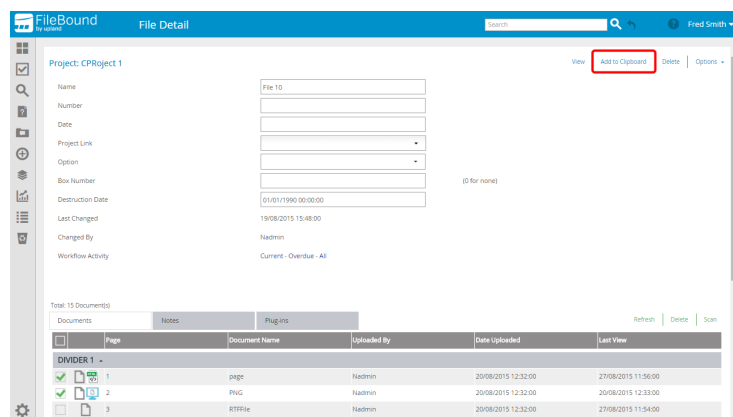 FileBound
by upland
File Detail
Search
Fred Smith
Project: CPRoject 1
View Add to Clipboard Delete Options
Name File 10
Number
Date
Project Link
Option
Box Number (0 for none)
Destruction Date 01/01/1990 00:00:00
Last Changed 19/08/2015 15:48:00
Changed By Nadmin
Workflow Activity Current - Overdue - All
Total: 15 Document(s)
Documents Notes Plug-ins Refresh Delete Scan
Page Document Name Uploaded By Date Uploaded Last View
DIVIDER 1
1 page Nadmin 20/08/2015 12:32:00 27/08/2015 11:56:00
2 PNG Nadmin 20/08/2015 12:32:00 20/08/2015 12:33:00
3 RTFFile Nadmin 20/08/2015 12:32:00 27/08/2015 11:54:00